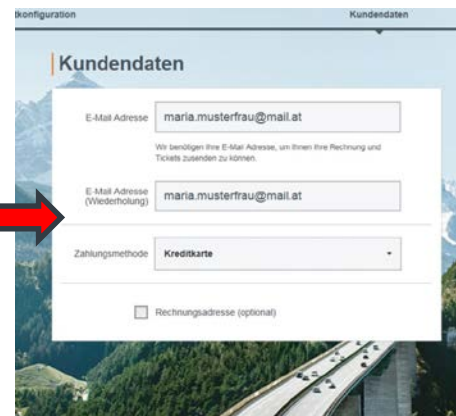 tkonfiguration
Kundendaten
Kundendaten
E-Mail Adresse
maria.musterfrau@mail.at
Wir benötigen Ihre E-Mail Adresse, um Ihnen Ihre Rechnung und
Tickets zusenden zu können.
E-Mail Adresse
(Wiederholung)
maria.musterfrau@mail.at
Zahlungsmethode
Kreditkarte
Rechnungsadresse (optional)